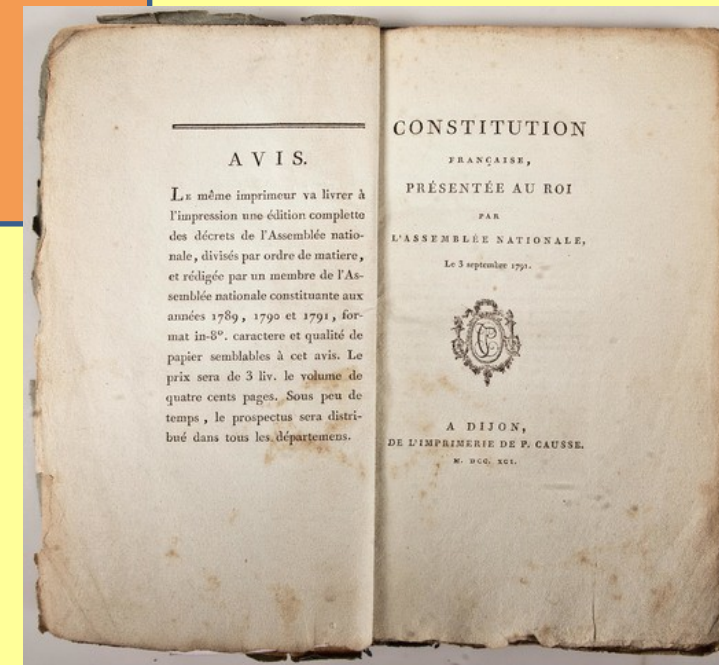 AVIS.
LE même imprimeur va livrer à
l'impression une édition complette
des décrets de l'Assemblée natio-
nale, divisés par ordre de matiere,
et rédigée par un membre de l'As-
semblée nationale constituante aux
années 1789, 1790 et 1791, for-
mat in-8º. caractere et qualité de
papier semblables à cet avis. Le
prix sera de 3 liv. le volume de
quatre cents pages. Sous peu de
temps, le prospectus sera distri-
bué dans tous les départemens.
CONSTITUTION
FRANÇAISE,
PRÉSENTÉE AU ROI
PAR
L'ASSEMBLÉE NATIONALE,
Le 3 septembre 1791.
A DIJON,
DE L'IMPRIMERIE DE P. CAUSSE.
M. DCC. XCI.